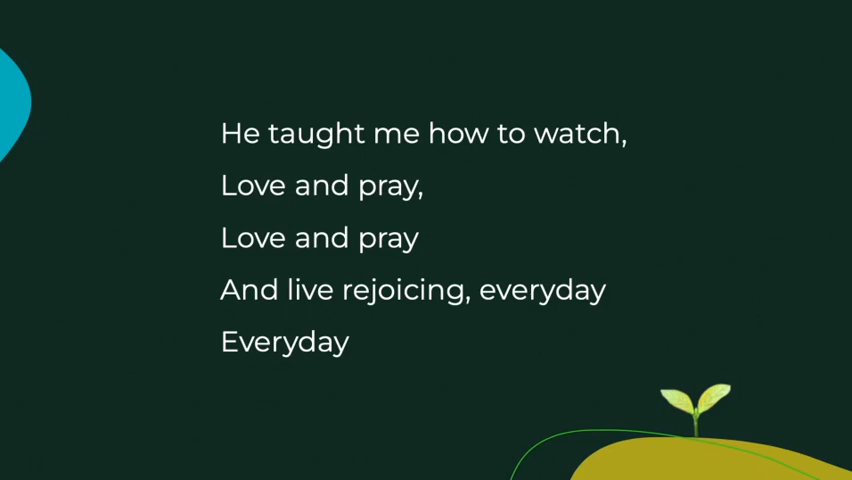 He taught me how to watch,
Love and pray,
Love and pray
And live rejoicing, everyday
Everyday